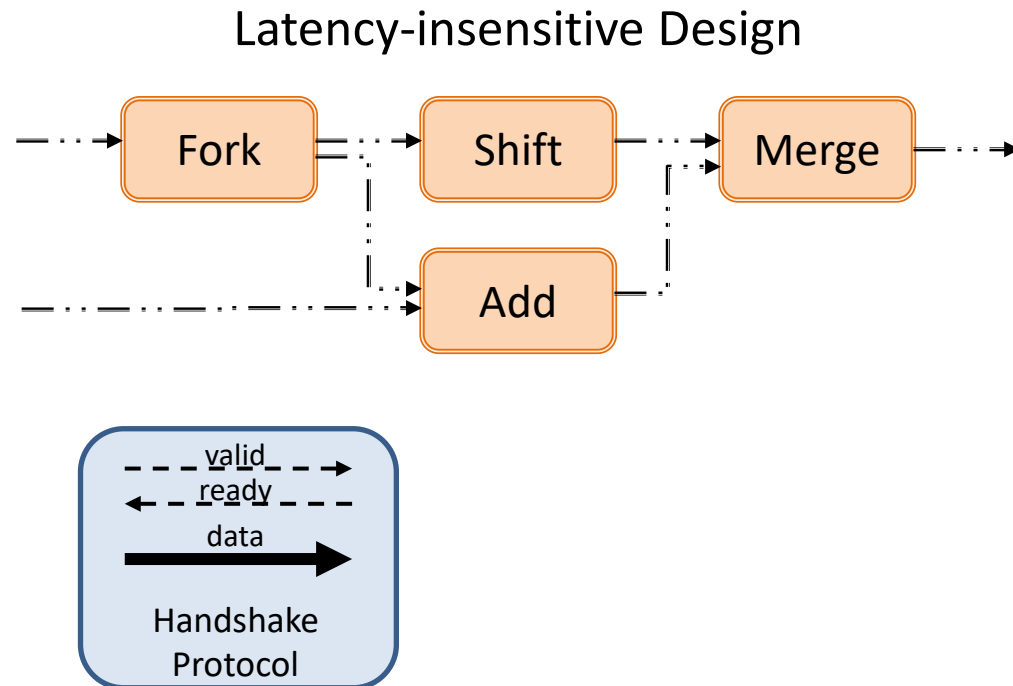 Latency-insensitive Design
Fork
Shift
Merge
Add
valid
ready
data
Handshake
Protocol